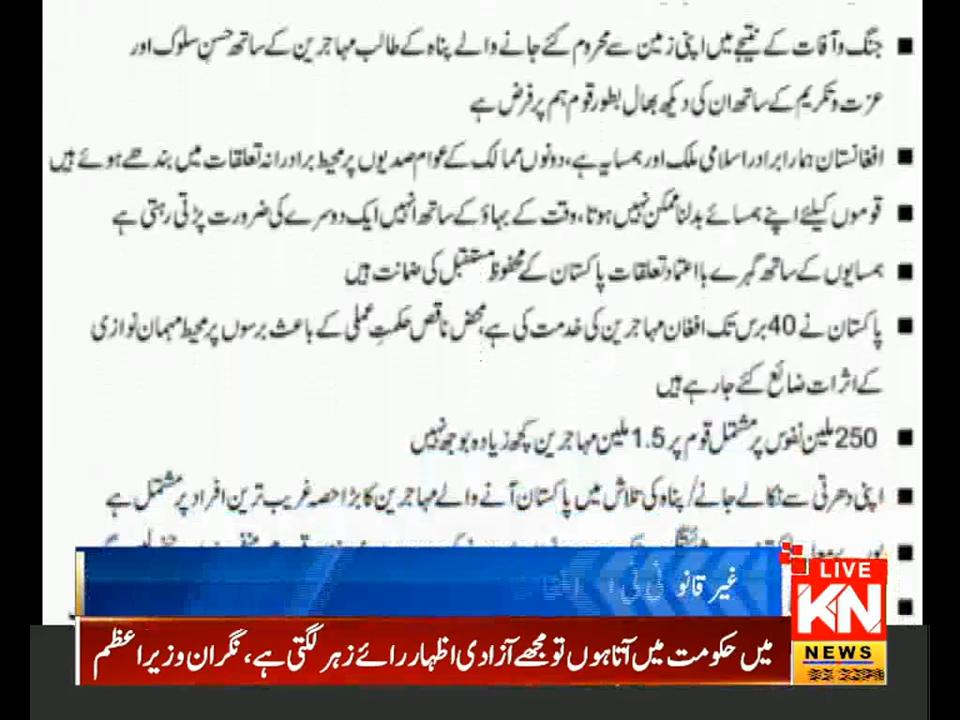 جنگ و آفات کے نتیجے میں اپنی زمین سے محروم کئے جانے والے پناہ کے طالب مہاجرین کے ساتھ حسنِ سلوک اور
عزت و تکریم کے ساتھ ان کی دیکھ بھال بطور قوم ہم پر فرض ہے
افغانستان ہمارا برادر اسلامی ملک اور ہمسایہ ہے، دونوں ممالک کے عوام صدیوں پر محیط برادرانہ تعلقات میں بندھے ہوئے ہیں
قوموں کیلئے اپنے ہمسائے بدلنا ممکن نہیں ہوتا، وقت کے بہاؤ کے ساتھ انہیں ایک دوسرے کی ضرورت پڑتی رہتی ہے
ہمسایوں کے ساتھ گہرے بااعتماد تعلقات پاکستان کے محفوظ مستقبل کی ضمانت ہیں
پاکستان نے 40 برس تک افغان مہاجرین کی خدمت کی ہے، محض ناقص حکمتِ عملی کے باعث برسوں پر محیط مہمان نوازی
کے اثرات ضائع کئے جارہے ہیں
250 ملین نفوس پر مشتمل قوم پر 1.5 ملین مہاجرین کچھ زیادہ بوجھ نہیں
اپنی دھرتی سے نکالے جانے/پناہ کی تلاش میں پاکستان آنے والے مہاجرین کا بڑا حصہ غریب ترین افراد پر مشتمل ہے
غیر قانو
LIVE
KN
NEWS
میں حکومت میں آتا ہوں تو مجھے آزادی اظہار رائے زہر لگتی ہے، نگران وزیراعظم